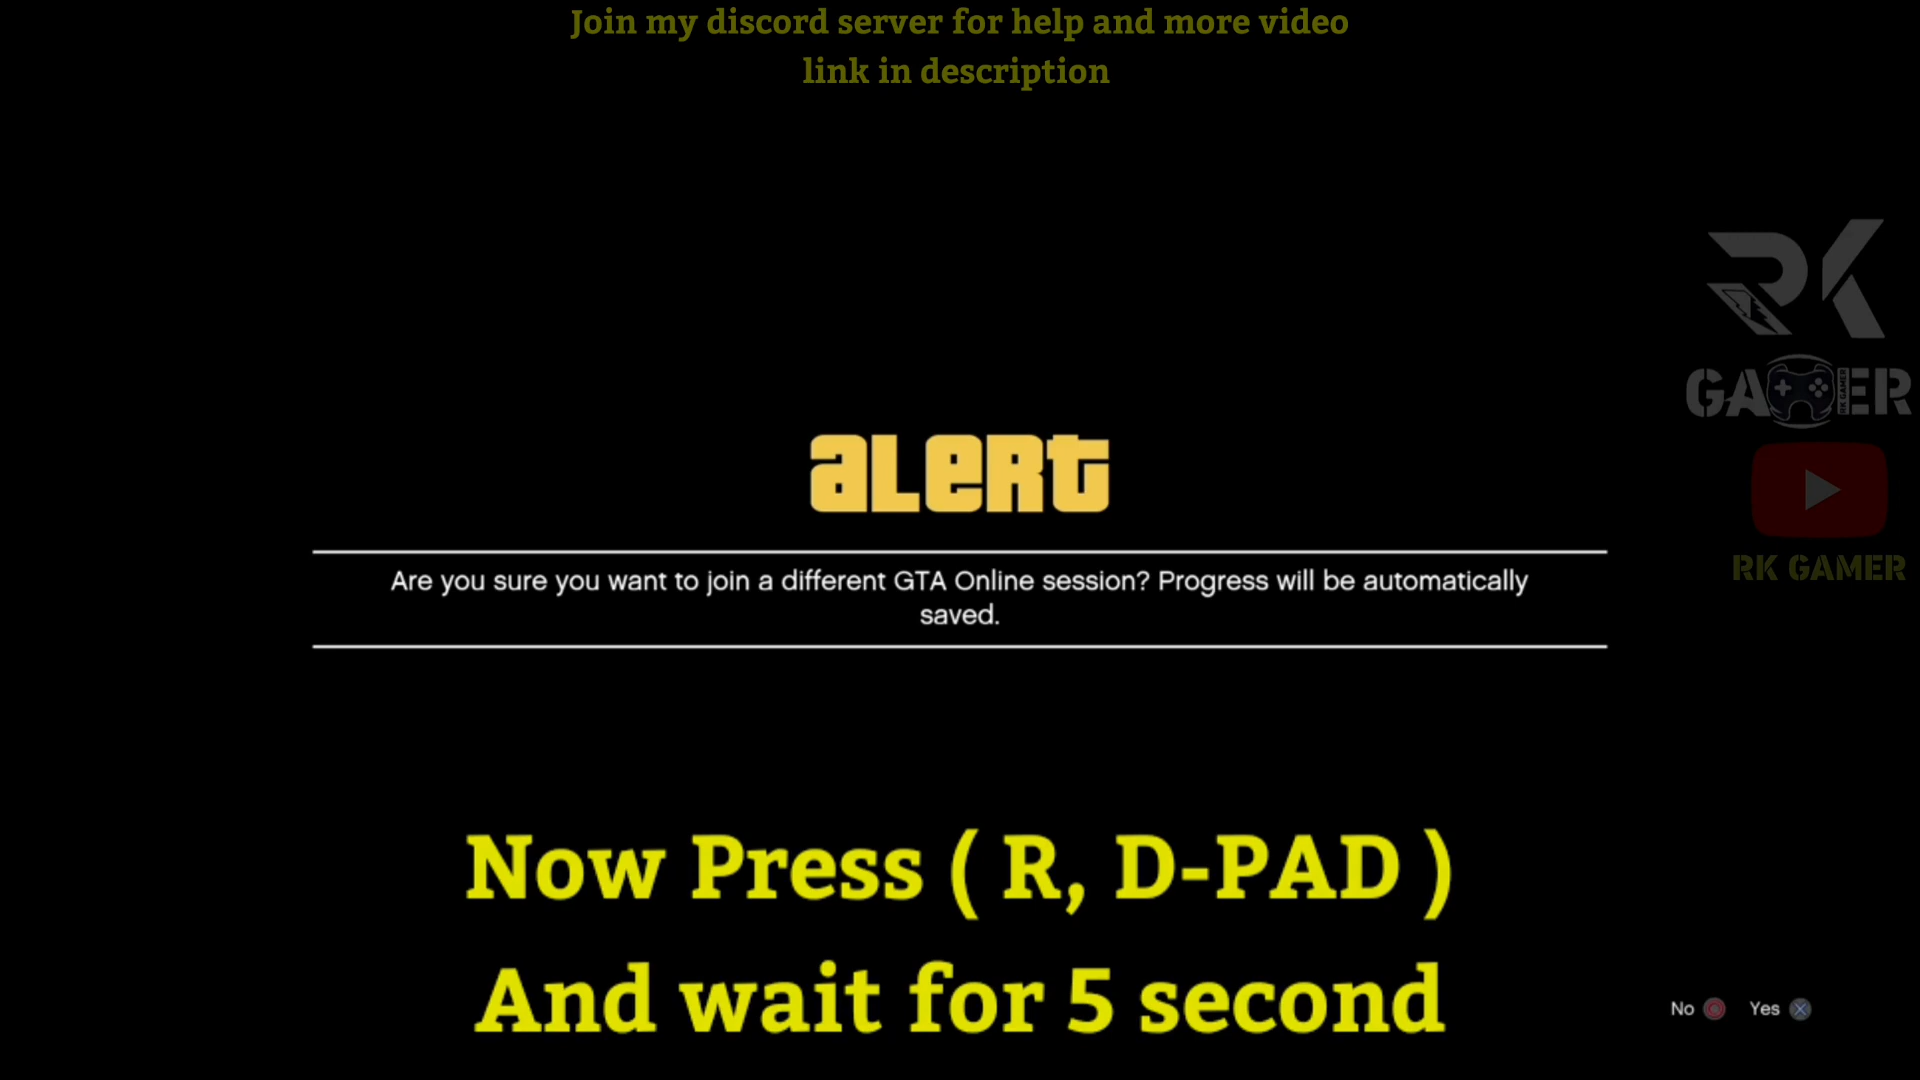 Join my discord server for help and more video
link in description
RK
GAMER
RK GAMER
RK GAMER
aLeRt
Are you sure you want to join a different GTA Online session? Progress will be automatically
saved.
Now Press ( R, D-PAD )
And wait for 5 second
No Yes